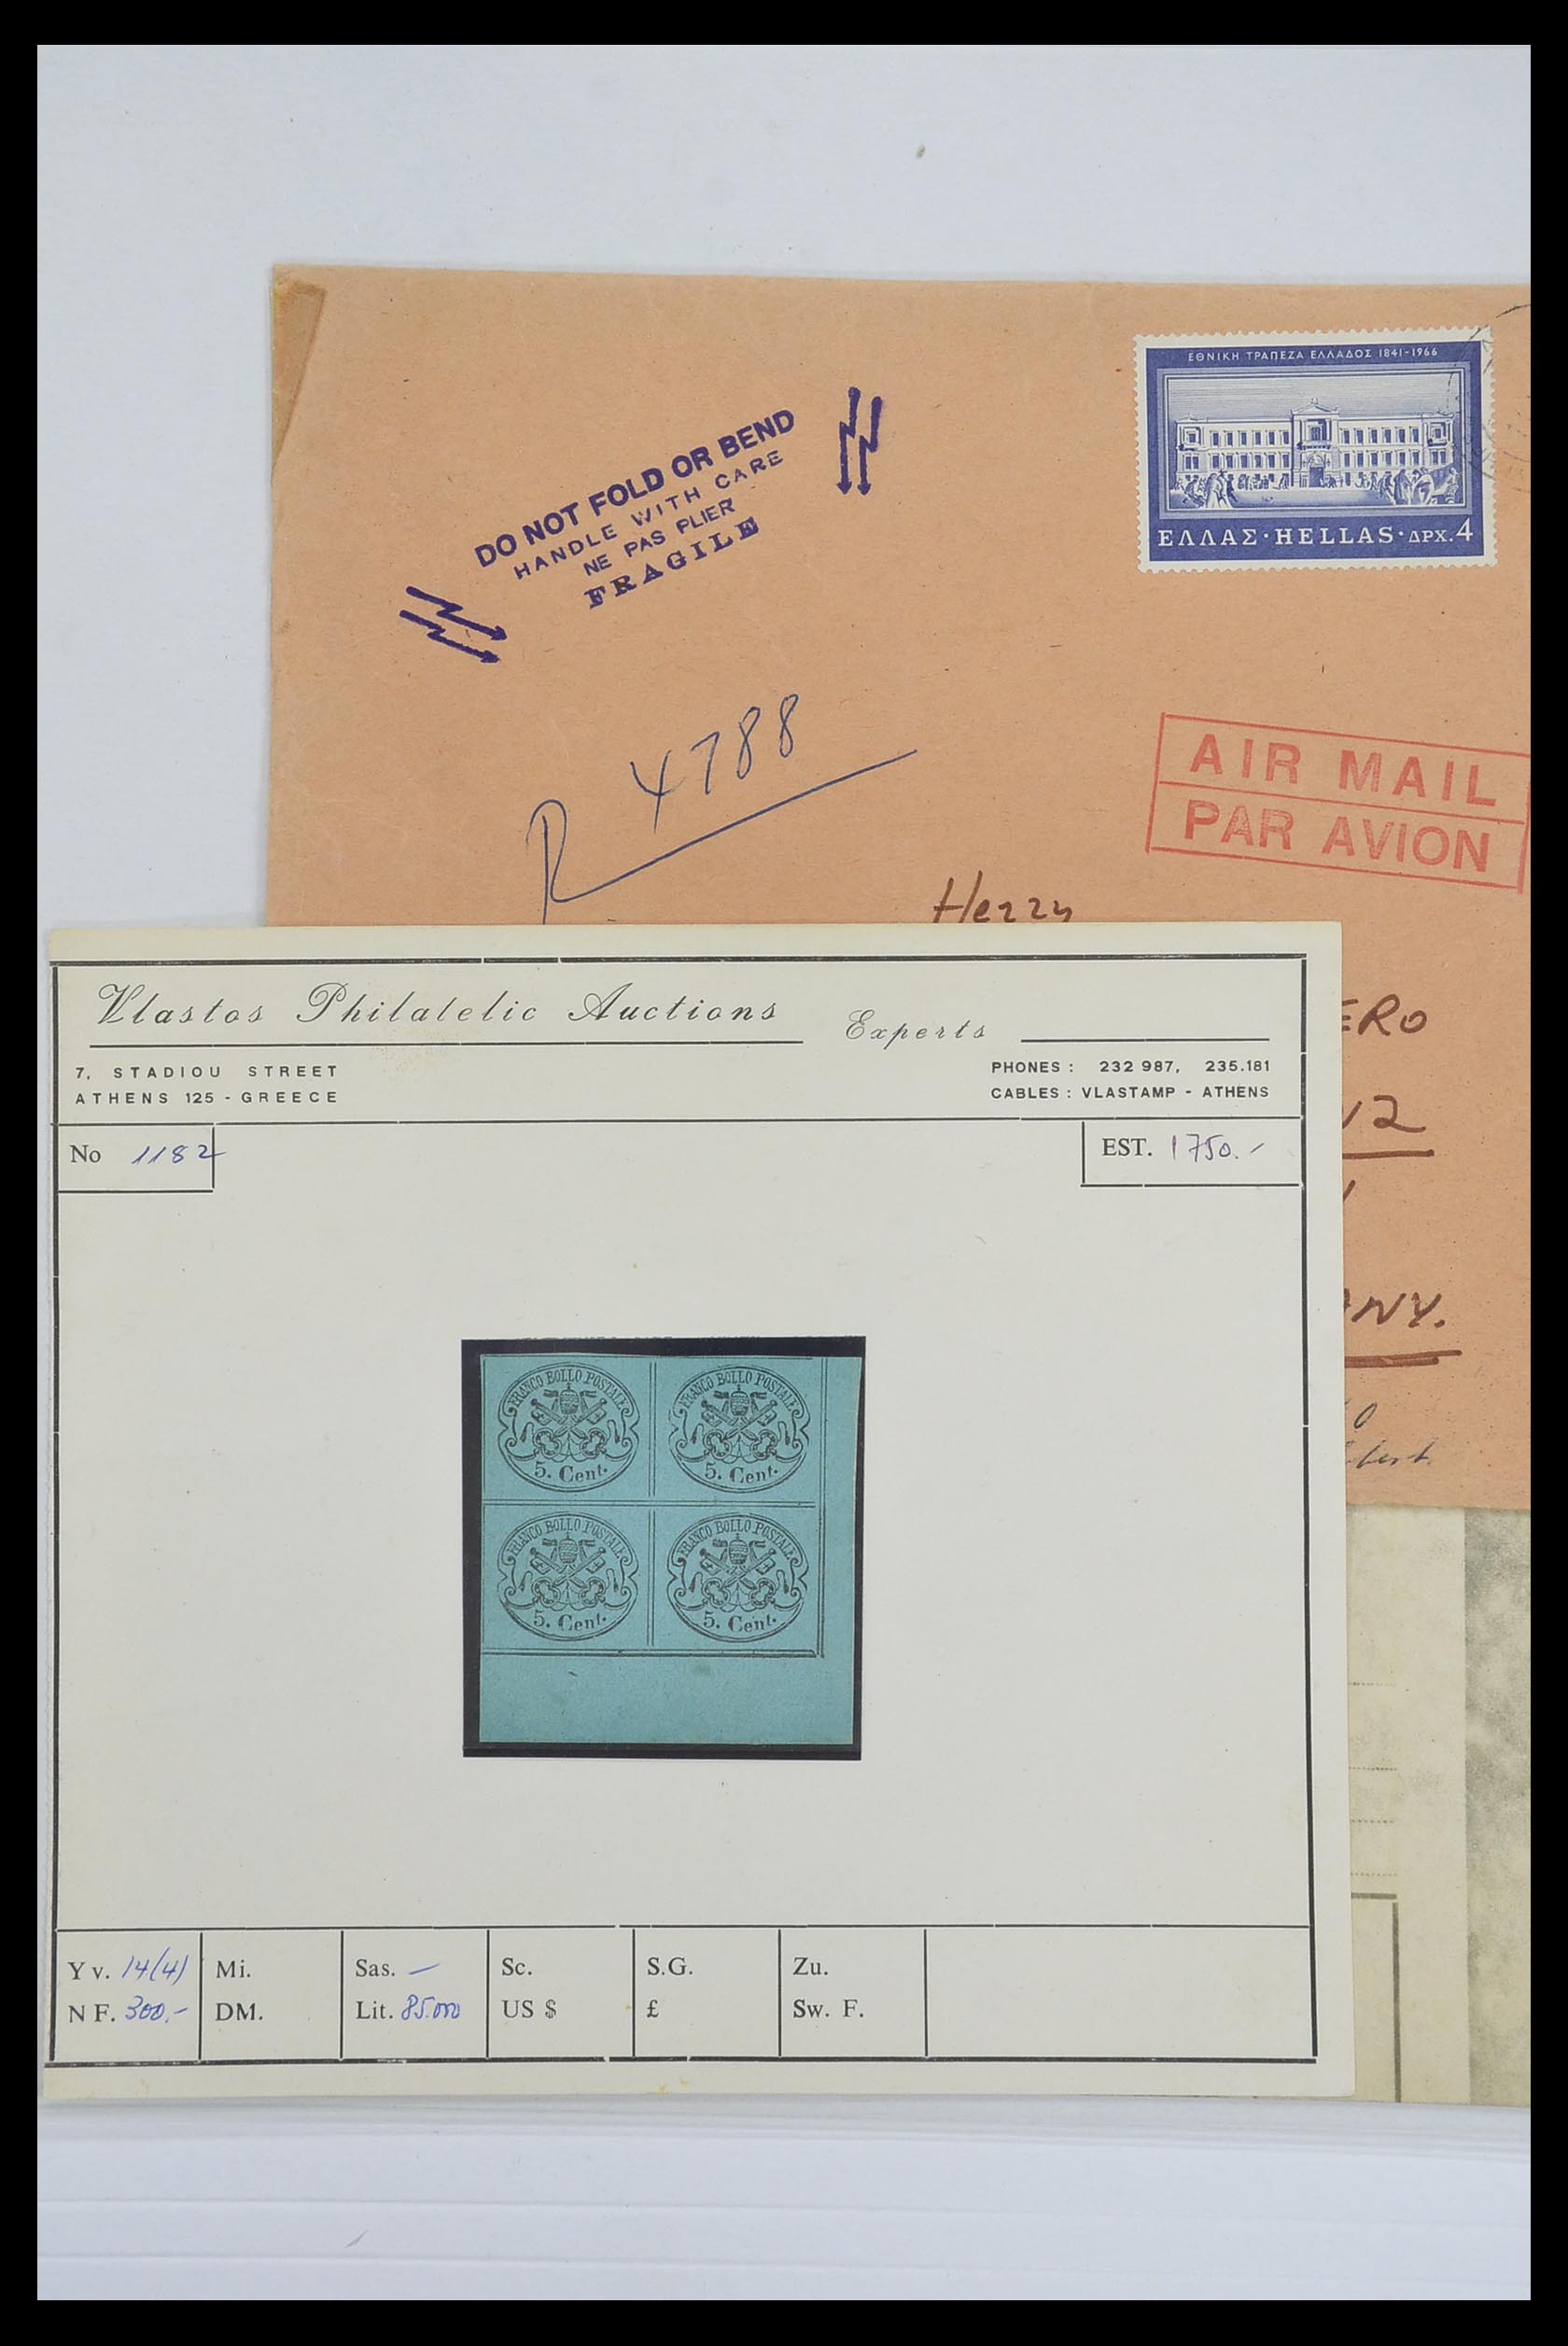 ΕΘΝΙΚΗ ΤΡΑΠΕΖΑ ΕΛΛΑΔΟΣ 1841-1966
ΕΛΛΑΣ·HELLAS·ΔΡΧ.4
DO NOT FOLD OR BEND
HANDLE WITH CARE
NE PAS PLIER
FRAGILE
R 4788
AIR MAIL
PAR AVION
ERO
NY.
Vlastos Philatelic Auctions
Experts
7, STADIOU STREET
ATHENS 125 - GREECE
PHONES : 232 987, 235.181
CABLES : VLASTAMP - ATHENS
No 1182
EST. 1750.-
FRANCO BOLLO POSTALE
5. Cent.
FRANCO BOLLO POSTALE
5. Cent.
FRANCO BOLLO POSTALE
5. Cent.
FRANCO BOLLO POSTALE
5. Cent.
Yv. 14(4)
NF. 300.-
Mi.
DM.
Sas. —
Lit. 85.000
Sc.
US $
S.G.
£
Zu.
Sw. F.